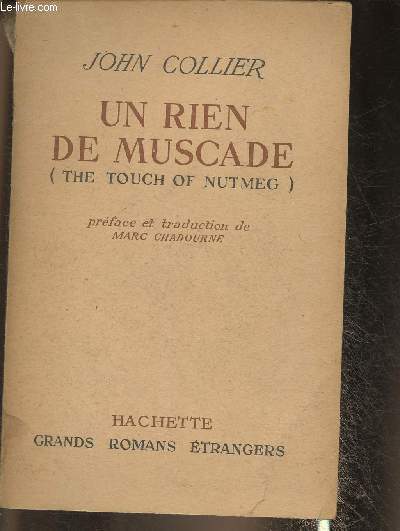 © Le-livre.com
JOHN COLLIER
UN RIEN
DE MUSCADE
( THE TOUCH OF NUTMEG )
préface et traduction de
MARC CHADOURNE
HACHETTE
GRANDS ROMANS ÉTRANGERS